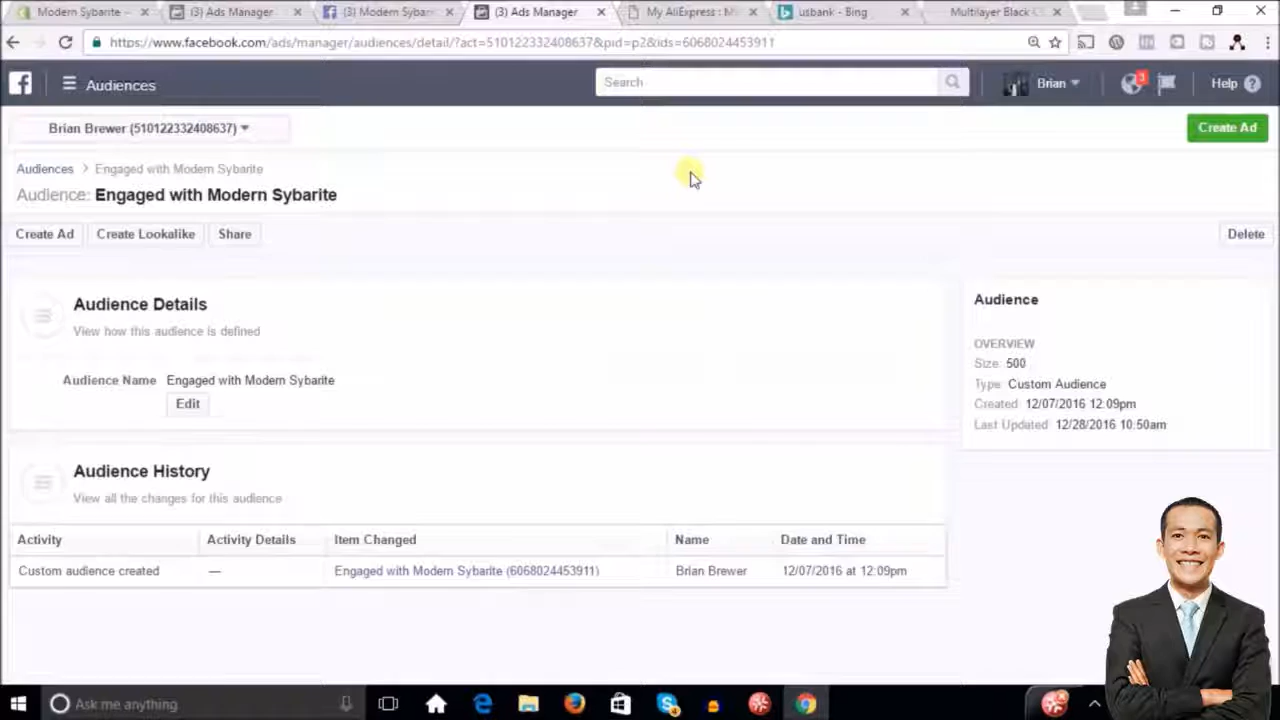 Modern Sybarite –
(3) Ads Manager
(3) Modern Sybar
(3) Ads Manager
My AliExpress : M
usbank - Bing
Multilayer Black C
https://www.facebook.com/ads/manager/audiences/detail/?act=510122332408637&pid=p2&ids=6068024453911
Audiences
Search
Brian
3
Help
Brian Brewer (510122332408637)
Create Ad
Audiences > Engaged with Modern Sybarite
Audience: Engaged with Modern Sybarite
Create Ad
Create Lookalike
Share
Delete
Audience Details
View how this audience is defined
Audience Name Engaged with Modern Sybarite
Edit
Audience
OVERVIEW
Size: 500
Type: Custom Audience
Created: 12/07/2016 12:09pm
Last Updated: 12/28/2016 10:50am
Audience History
View all the changes for this audience
Activity Activity Details Item Changed Name Date and Time
Custom audience created — Engaged with Modern Sybarite (6068024453911) Brian Brewer 12/07/2016 at 12:09pm
Ask me anything